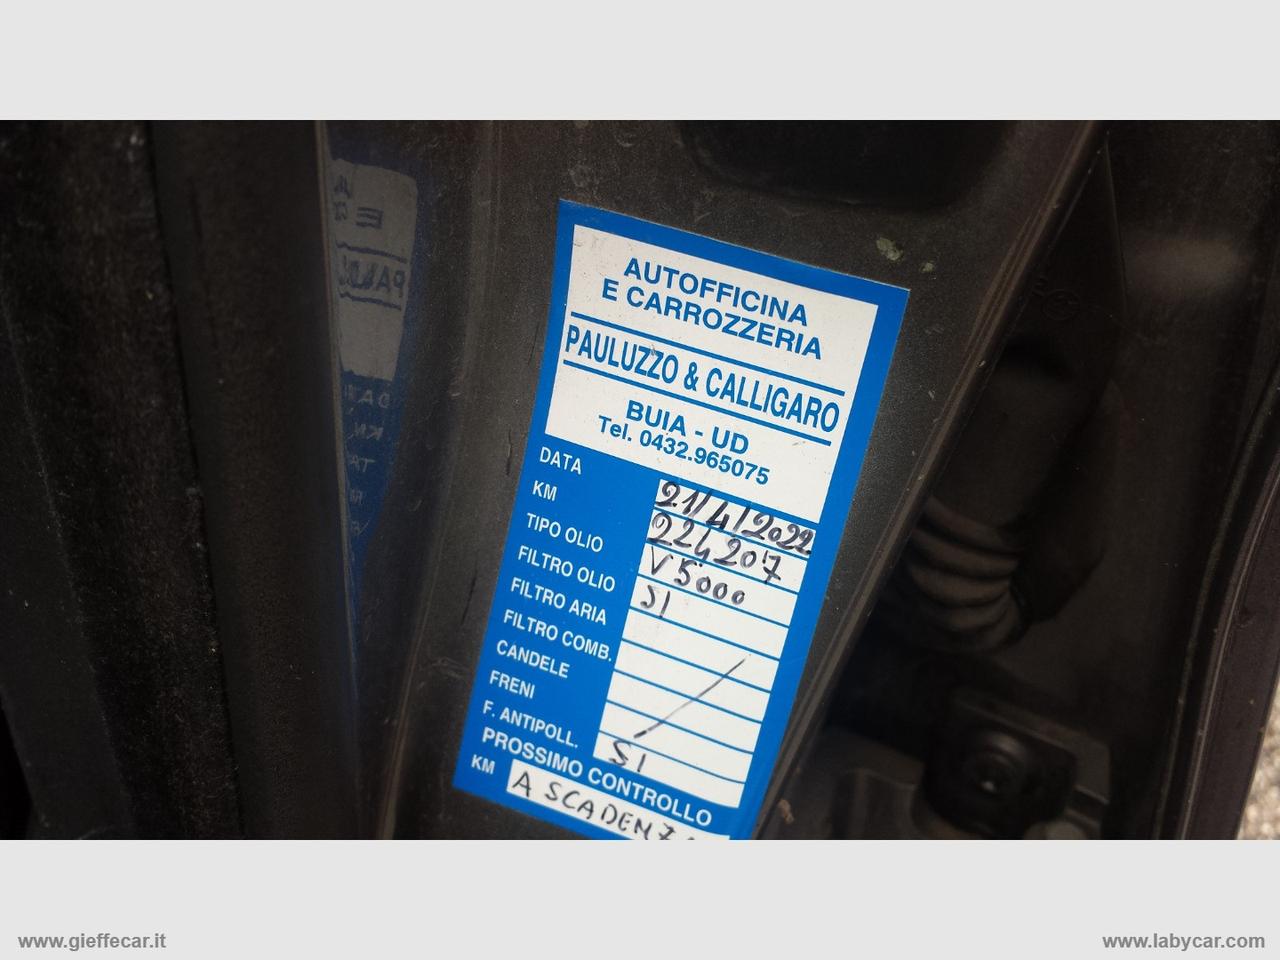 AUTOFFICINA
E CARROZZERIA
PAULUZZO & CALLIGARO
BUIA - UD
Tel. 0432.965075
DATA 21/4/2022
KM 224207
TIPO OLIO V5000
FILTRO OLIO SI
FILTRO ARIA
FILTRO COMB.
CANDELE
FRENI
F. ANTIPOLL. SI
PROSSIMO CONTROLLO
KM A
www.gieffecar.it
www.labycar.com